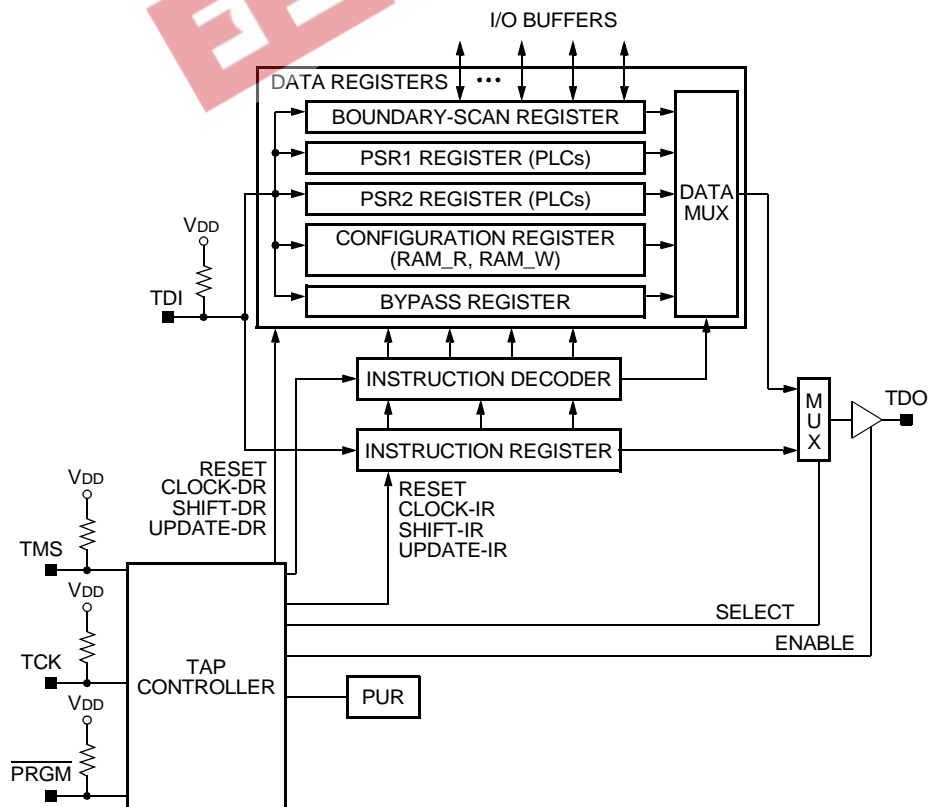 I/O BUFFERS
DATA REGISTERS
BOUNDARY-SCAN REGISTER
PSR1 REGISTER (PLCs)
PSR2 REGISTER (PLCs)
CONFIGURATION REGISTER
(RAM_R, RAM_W)
BYPASS REGISTER
DATA
MUX
VDD
TDI
INSTRUCTION DECODER
INSTRUCTION REGISTER
M
U
X
TDO
RESET
CLOCK-DR
SHIFT-DR
UPDATE-DR
RESET
CLOCK-IR
SHIFT-IR
UPDATE-IR
VDD
TMS
VDD
TCK
VDD
PRGM
TAP
CONTROLLER
PUR
SELECT
ENABLE